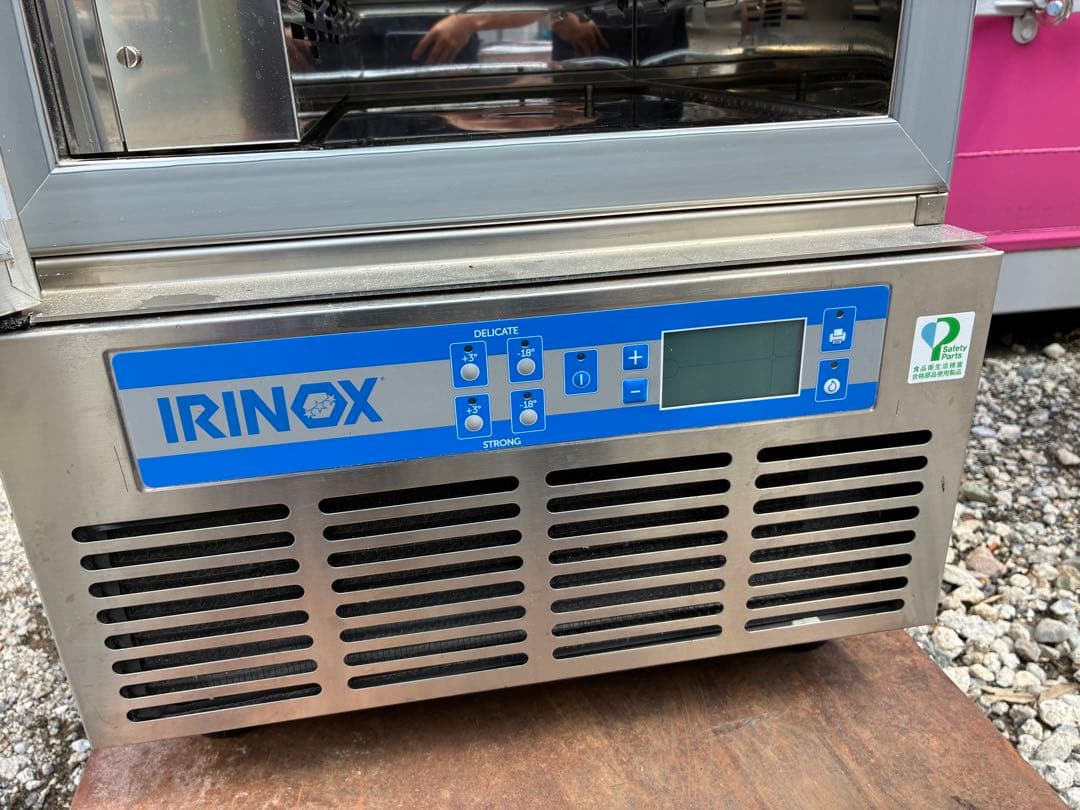 DELICATE
+3° -18°
IRINOX
+3° -18°
STRONG
+
-
P
Safety
Parts
食品衛生法検査
合格部品使用製品